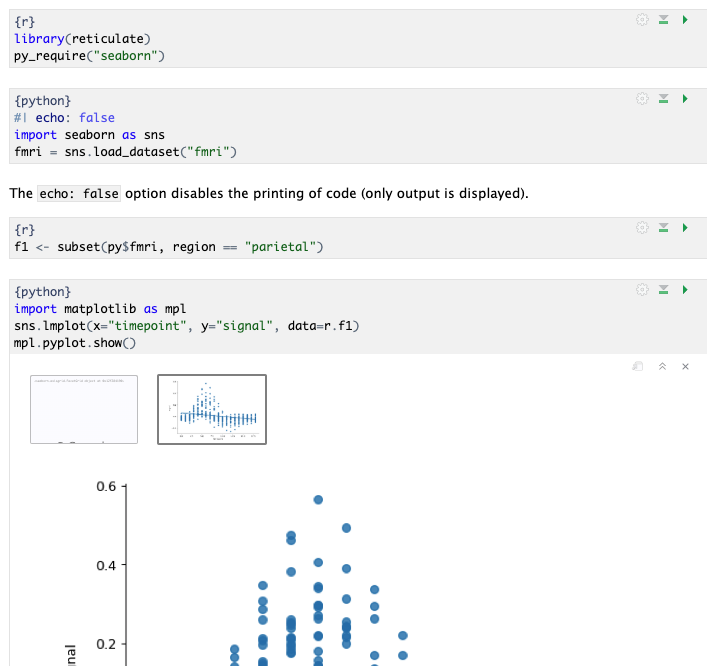 {r}
library(reticulate)
py_require("seaborn")
{python}
#| echo: false
import seaborn as sns
fmri = sns.load_dataset("fmri")
The echo: false option disables the printing of code (only output is displayed).
{r}
f1 <- subset(py$fmri, region == "parietal")
{python}
import matplotlib as mpl
sns.lmplot(x="timepoint", y="signal", data=r.f1)
mpl.pyplot.show()
0.6
0.4
0.2